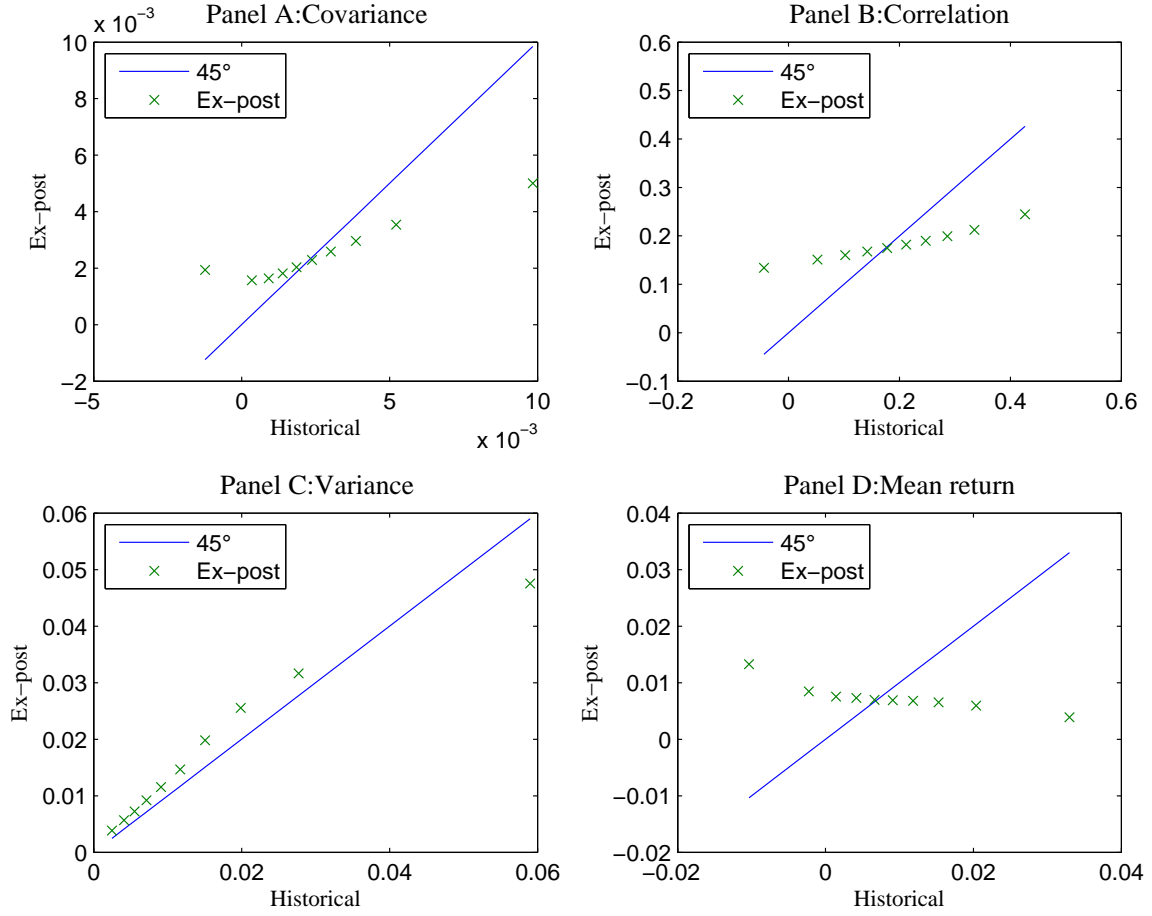 Panel A:Covariance
x 10−3
10
8
6
4
2
0
−2
−5
0
5
10
x 10−3
Ex−post
Historical
45°
Ex−post
Panel B:Correlation
0.6
0.5
0.4
0.3
0.2
0.1
0
−0.1
−0.2
0
0.2
0.4
0.6
Ex−post
Historical
45°
Ex−post
Panel C:Variance
0.06
0.05
0.04
0.03
0.02
0.01
0
0
0.02
0.04
0.06
Ex−post
Historical
45°
Ex−post
Panel D:Mean return
0.04
0.03
0.02
0.01
0
−0.01
−0.02
−0.02
0
0.02
0.04
Ex−post
Historical
45°
Ex−post